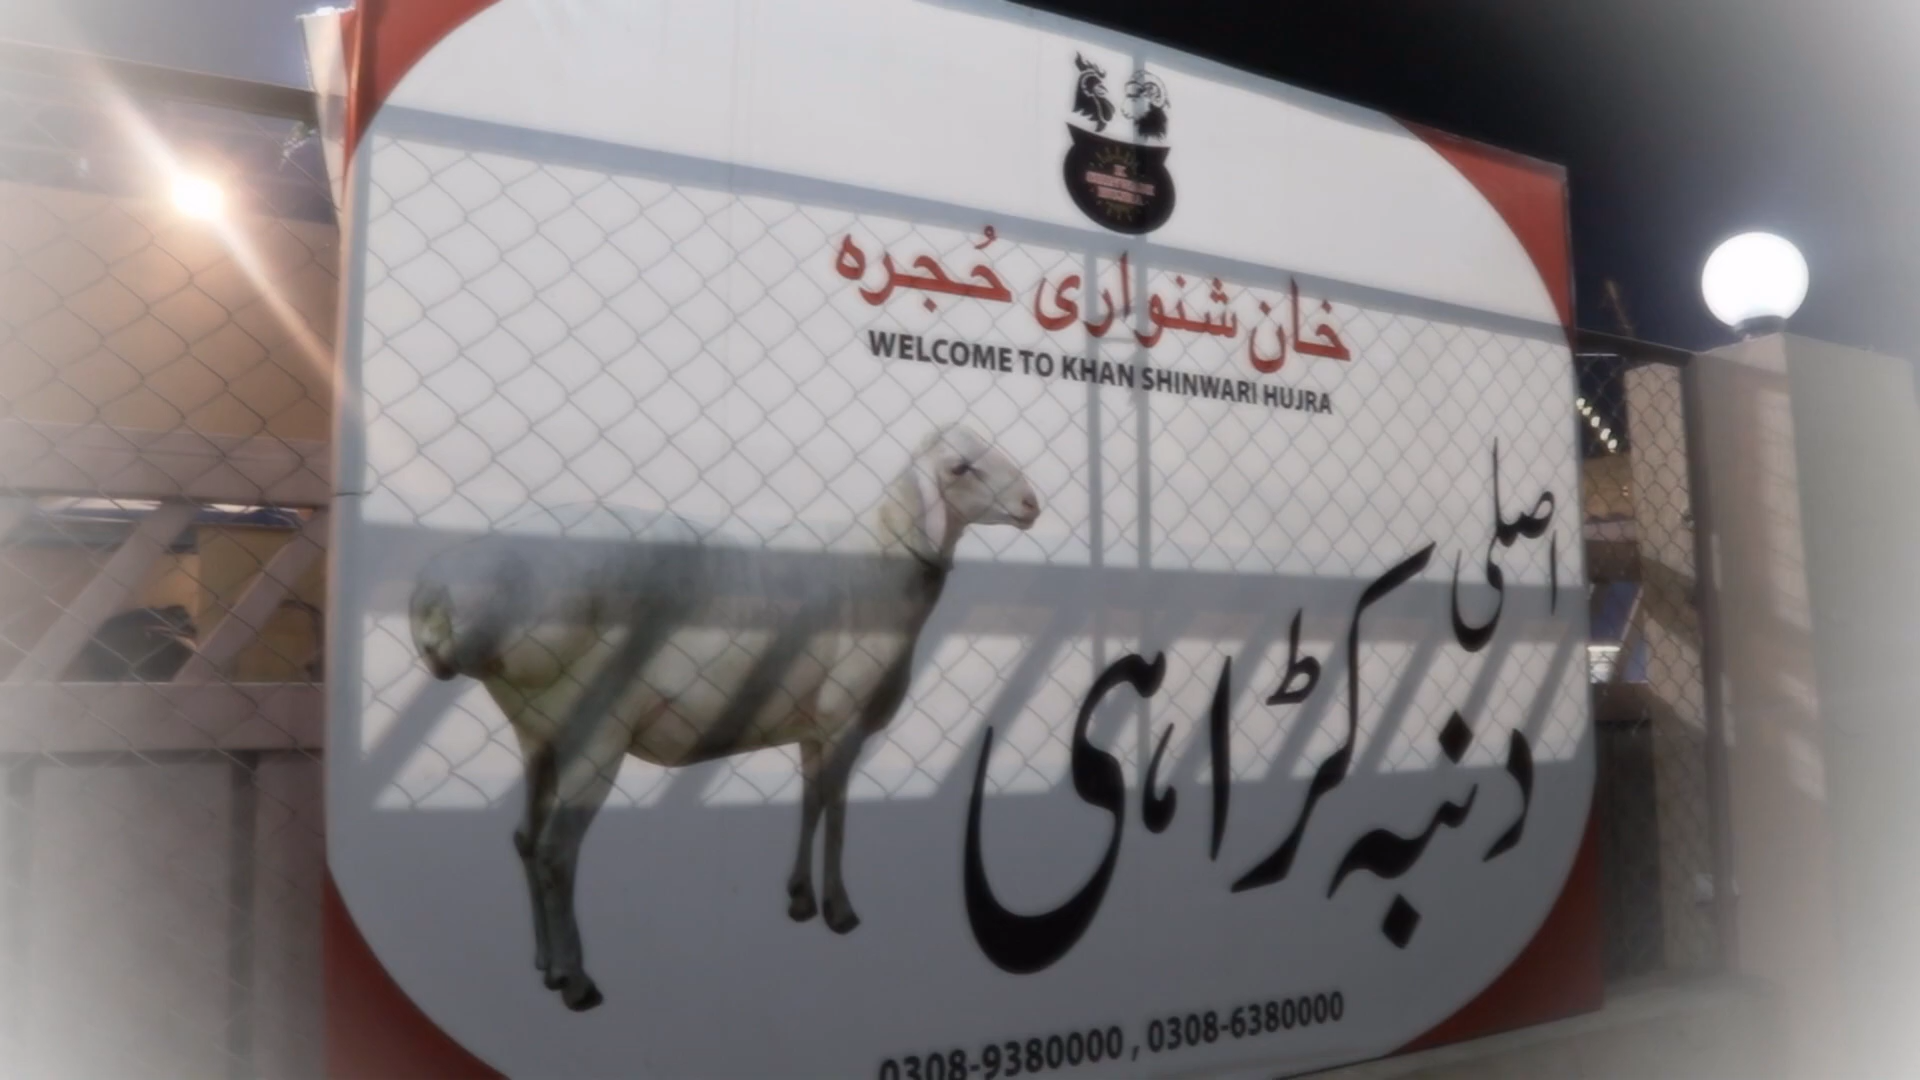 خان شنواری حُجرہ
WELCOME TO KHAN SHINWARI HUJRA
اصلی
دنبہ کڑاہی
0308-9380000 , 0308-6380000